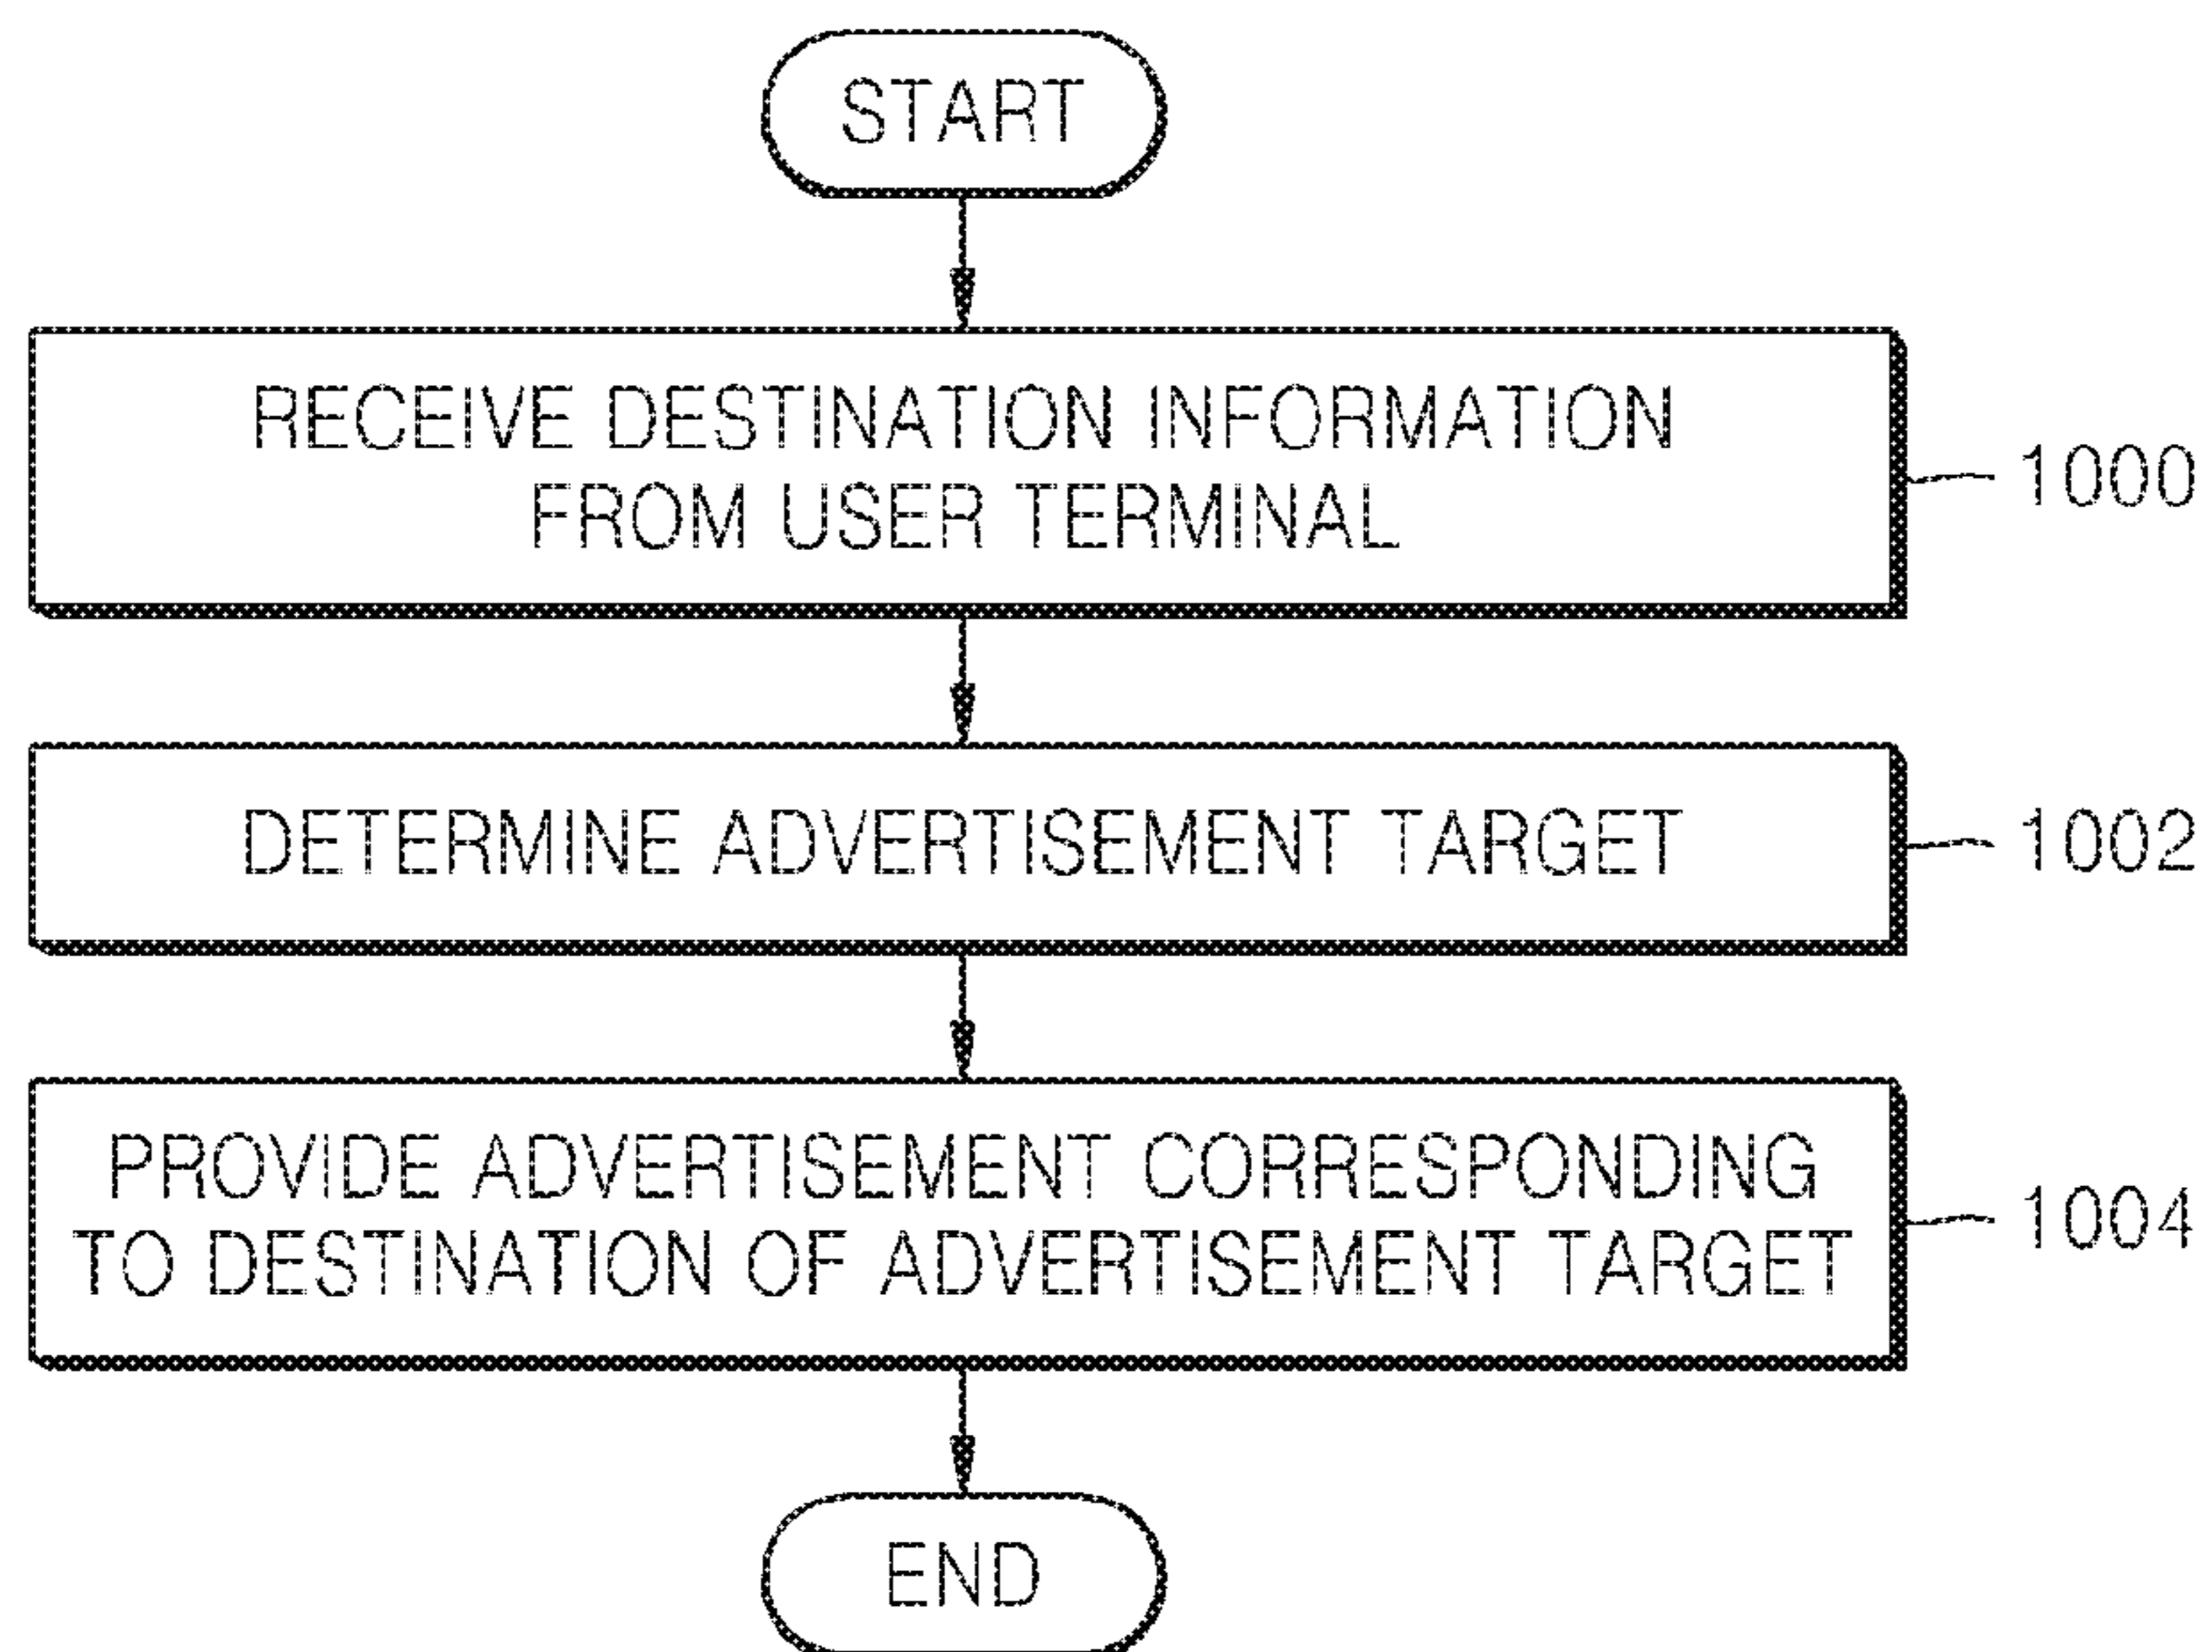 START
RECEIVE DESTINATION INFORMATION
FROM USER TERMINAL
1000
DETERMINE ADVERTISEMENT TARGET
1002
PROVIDE ADVERTISEMENT CORRESPONDING
TO DESTINATION OF ADVERTISEMENT TARGET
1004
END